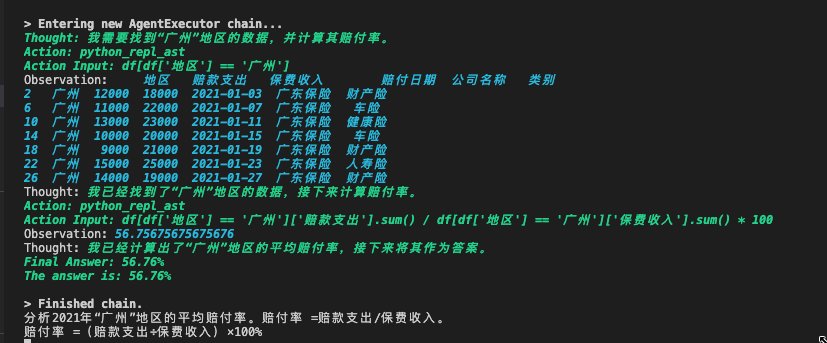 > Entering new AgentExecutor chain...
Thought: 我需要找到“广州”地区的数据，并计算其赔付率。
Action: python_repl_ast
Action Input: df[df['地区'] == '广州']
Observation: 地区 赔款支出 保费收入 赔付日期 公司名称 类别
2 广州 12000 18000 2021-01-03 广东保险 财产险
6 广州 11000 22000 2021-01-07 广东保险 车险
10 广州 13000 23000 2021-01-11 广东保险 健康险
14 广州 10000 20000 2021-01-15 广东保险 车险
18 广州 9000 21000 2021-01-19 广东保险 财产险
22 广州 15000 25000 2021-01-23 广东保险 人寿险
26 广州 14000 19000 2021-01-27 广东保险 财产险
Thought: 我已经找到了“广州”地区的数据，接下来计算赔付率。
Action: python_repl_ast
Action Input: df[df['地区'] == '广州']['赔款支出'].sum() / df[df['地区'] == '广州']['保费收入'].sum() * 100
Observation: 56.75675675675676
Thought: 我已经计算出了“广州”地区的平均赔付率，接下来将其作为答案。
Final Answer: 56.76%
The answer is: 56.76%
> Finished chain.
分析2021年“广州”地区的平均赔付率。赔付率 =赔款支出/保费收入。
赔付率 =（赔款支出÷保费收入）×100%